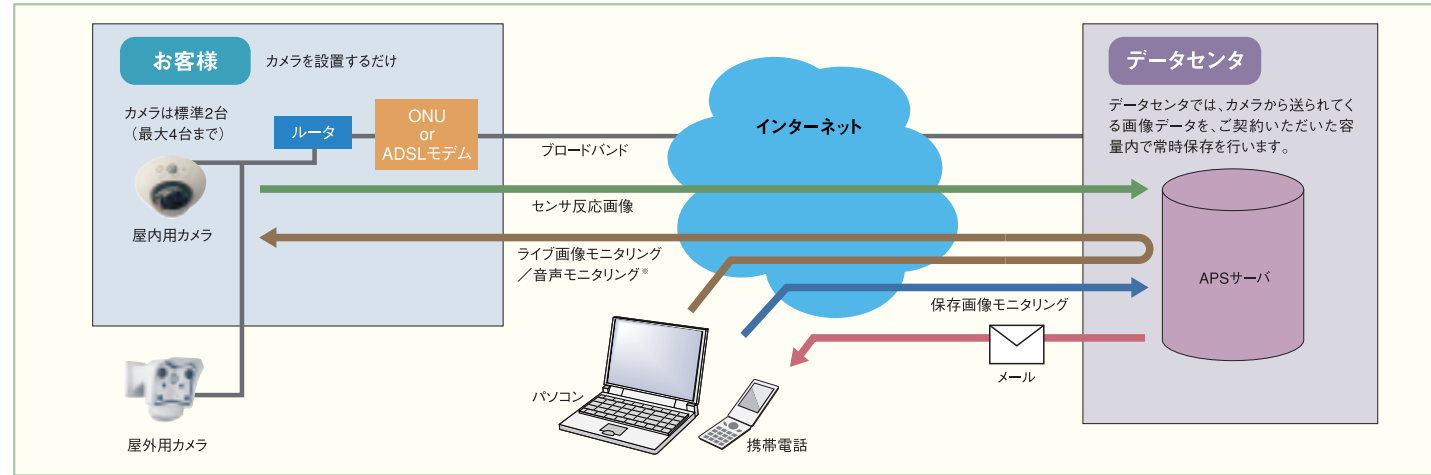 お客様
カメラを設置するだけ
カメラは標準2台
（最大4台まで）
ルータ
ONU
or
ADSLモデム
屋内用カメラ
屋外用カメラ
ブロードバンド
インターネット
センサ反応画像
ライブ画像モニタリング
／音声モニタリング※
保存画像モニタリング
メール
パソコン
携帯電話
データセンタ
データセンタでは、カメラから送られてく
る画像データを、ご契約いただいた容
量内で常時保存を行います。
APSサーバ